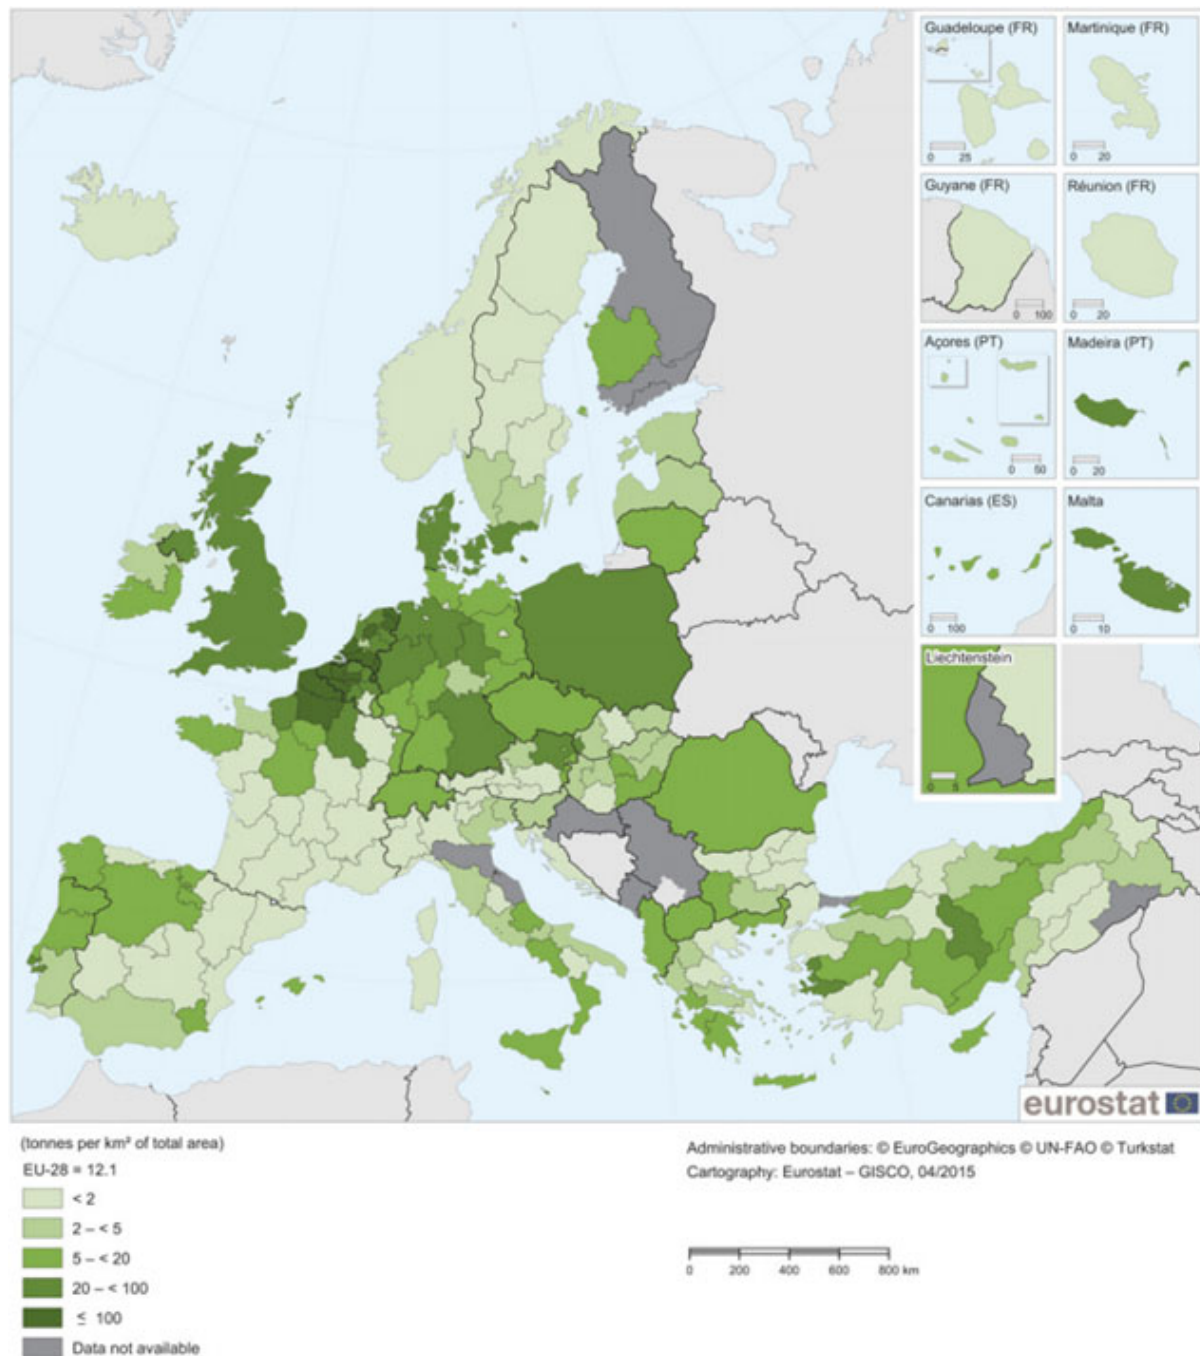 Guadeloupe (FR)
Martinique (FR)
0 25
0 20
Guyane (FR)
Réunion (FR)
0 100
0 20
Açores (PT)
Madeira (PT)
0 50
0 20
Canarias (ES)
Malta
0 100
0 10
Liechtenstein
0 5
eurostat
(tonnes per km² of total area)
EU-28 = 12.1
< 2
2 – < 5
5 – < 20
20 – < 100
≤ 100
Data not available
Administrative boundaries: © EuroGeographics © UN-FAO © Turkstat
Cartography: Eurostat – GISCO, 04/2015
0 200 400 600 800 km